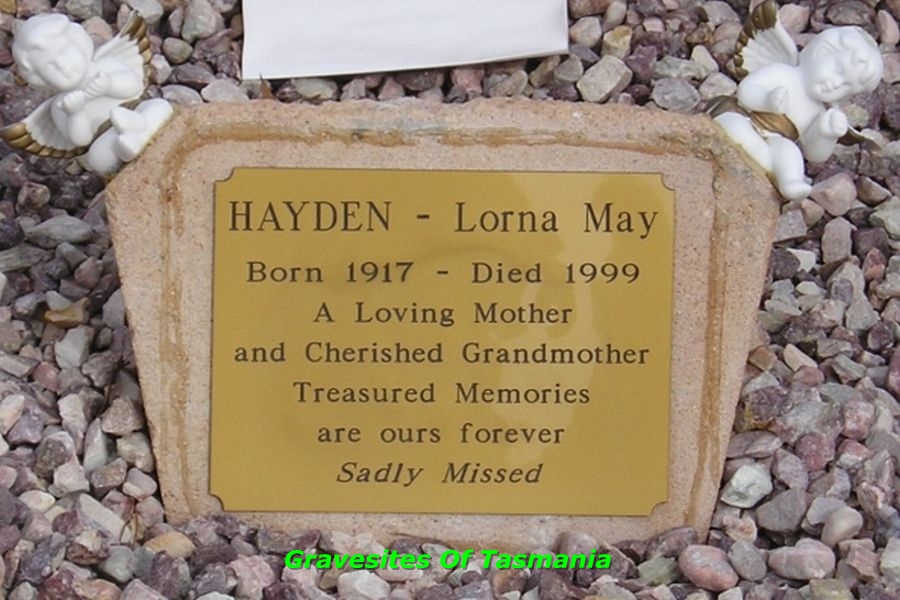 HAYDEN - Lorna May
Born 1917 - Died 1999
A Loving Mother
and Cherished Grandmother
Treasured Memories
are ours forever
Sadly Missed
Gravesites Of Tasmania